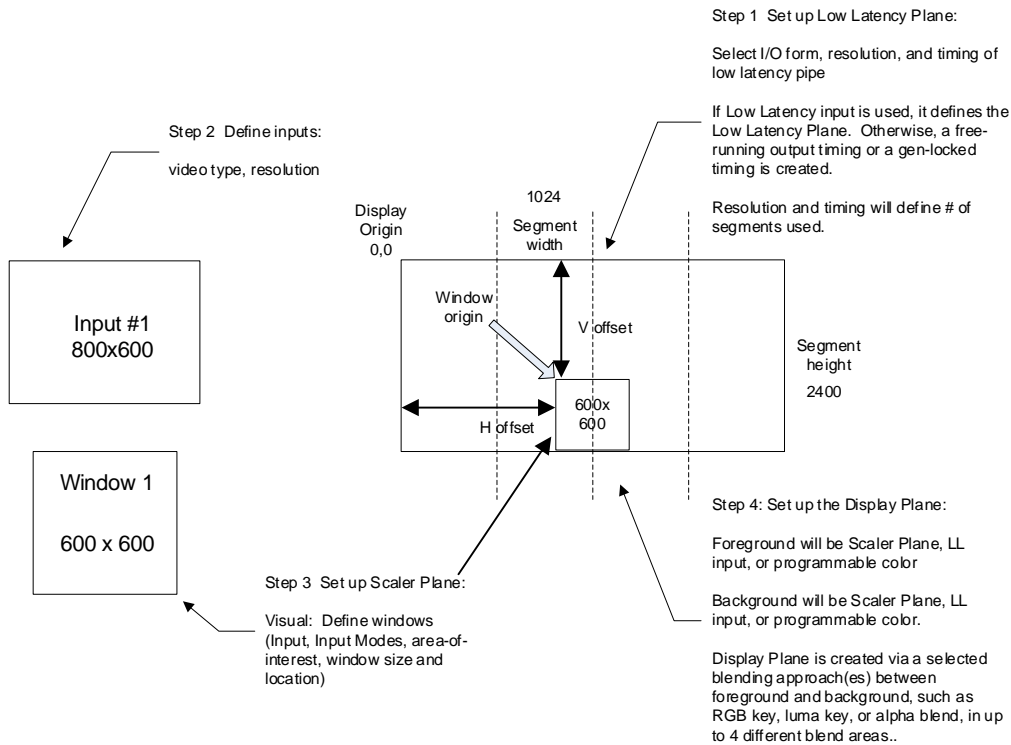 Step 1 Set up Low Latency Plane:
Select I/O form, resolution, and timing of
low latency pipe
If Low Latency input is used, it defines the
Low Latency Plane. Otherwise, a free-
running output timing or a gen-locked
timing is created.
Resolution and timing will define # of
segments used.
Step 2 Define inputs:
video type, resolution
Display
Origin
0,0
1024
Segment
width
Input #1
800x600
Window
origin
V offset
Segment
height
2400
600x
600
H offset
Window 1
600 x 600
Step 3 Set up Scaler Plane:
Visual: Define windows
(Input, Input Modes, area-of-
interest, window size and
location)
Step 4: Set up the Display Plane:
Foreground will be Scaler Plane, LL
input, or programmable color
Background will be Scaler Plane, LL
input, or programmable color.
Display Plane is created via a selected
blending approach(es) between
foreground and background, such as
RGB key, luma key, or alpha blend, in up
to 4 different blend areas..